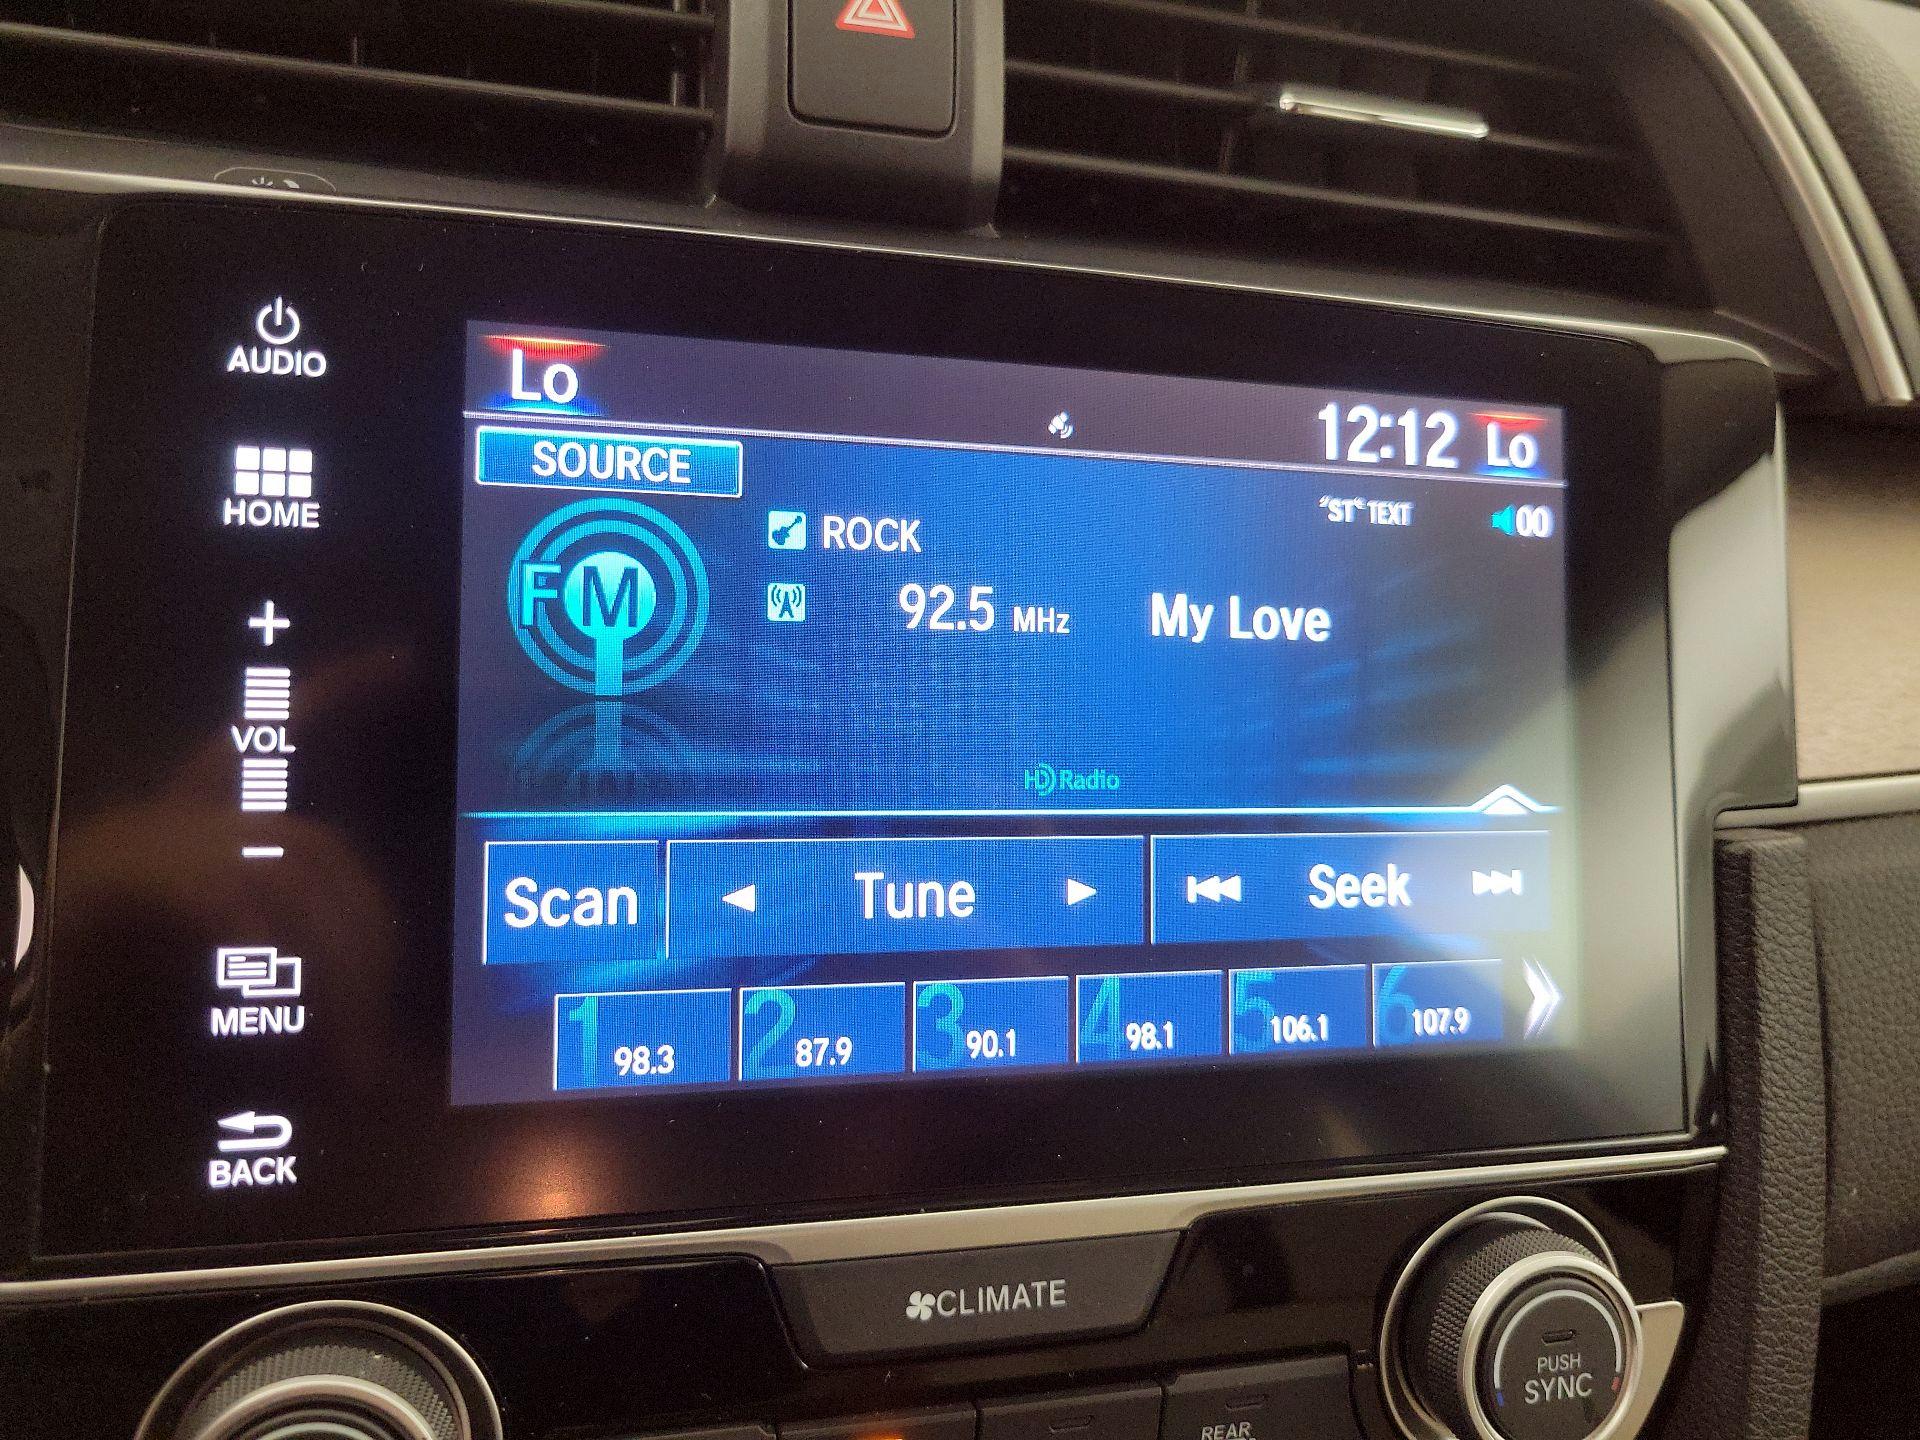 AUDIO
HOME
VOL
MENU
BACK
Lo
12:12 Lo
SOURCE
"ST" TEXT
00
FM
ROCK
92.5 MHz
My Love
HD Radio
Scan
Tune
Seek
1 98.3
2 87.9
3 90.1
4 98.1
5 106.1
6 107.9
CLIMATE
PUSH
SYNC
REAR